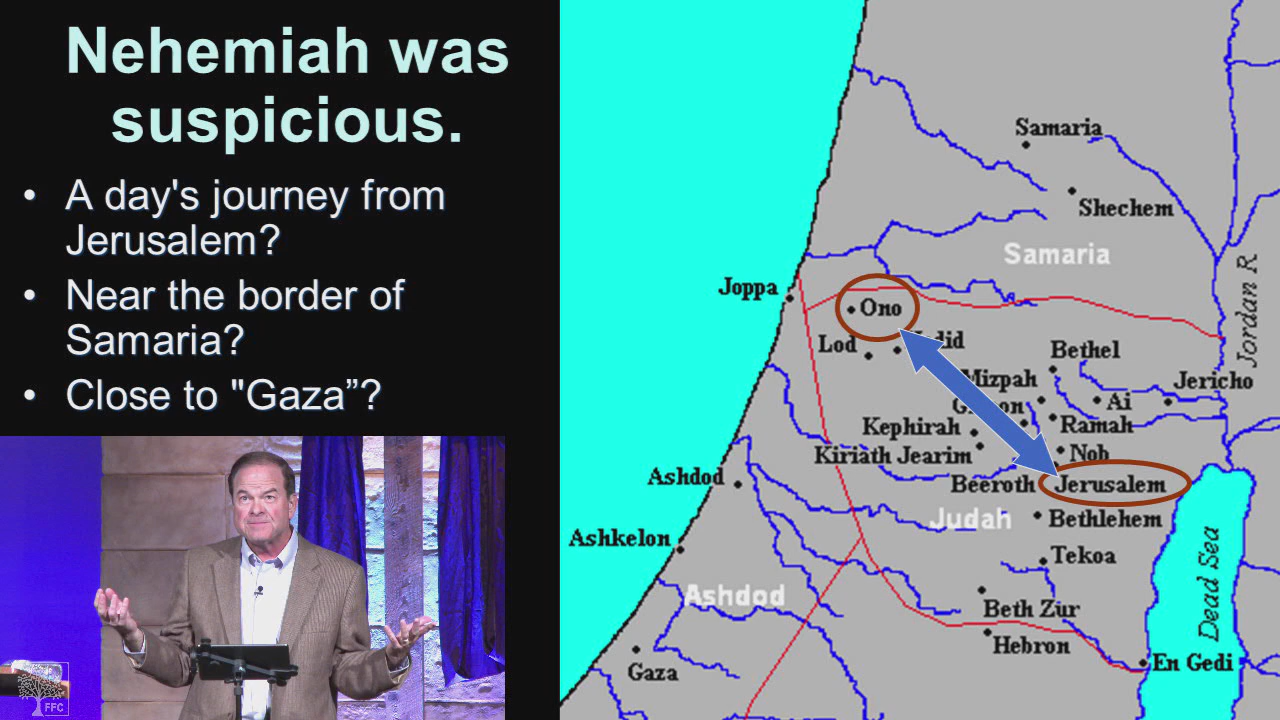 Nehemiah was
suspicious.
• A day's journey from
Jerusalem?
• Near the border of
Samaria?
• Close to "Gaza”?
FFC
Samaria
Shechem
Samaria
Jordan R
Joppa
Ono
Lod
Bethel
Mizpah
Jericho
Ai
Kephirah
Ramah
Kiriath Jearim
Nob
Ashdod
Beeroth
Jerusalem
Judah
Bethlehem
Ashkelon
Tekoa
Dead Sea
Ashdod
Beth Zur
Hebron
Gaza
En Gedi